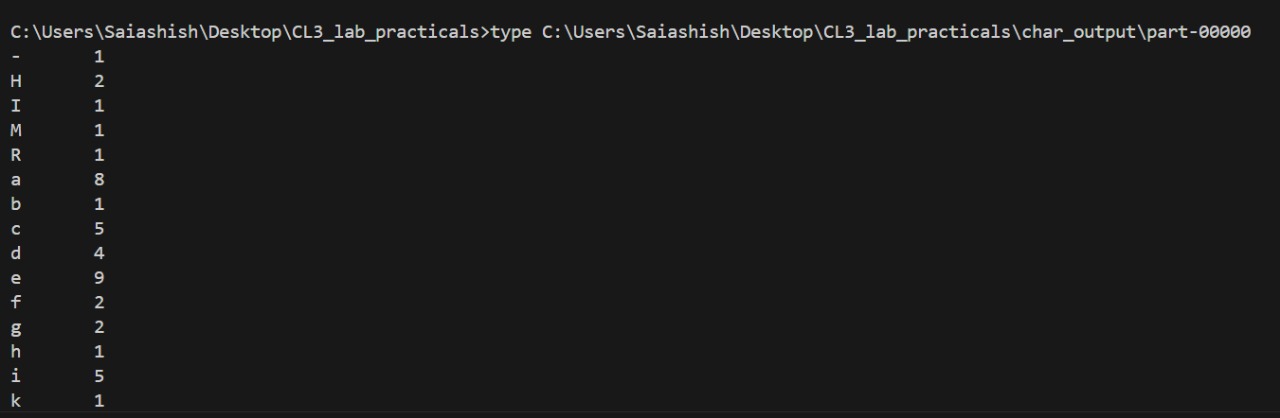 C:\Users\Saiashish\Desktop\CL3_lab_practicals>type C:\Users\Saiashish\Desktop\CL3_lab_practicals\char_output\part-00000
-	1
H	2
I	1
M	1
R	1
a	8
b	1
c	5
d	4
e	9
f	2
g	2
h	1
i	5
k	1